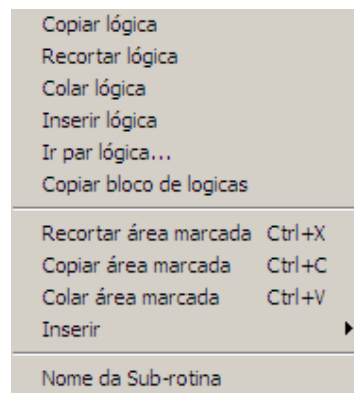 Copiar lógica
Recortar lógica
Colar lógica
Inserir lógica
Ir par lógica...
Copiar bloco de logicas
Recortar área marcada Ctrl+X
Copiar área marcada Ctrl+C
Colar área marcada Ctrl+V
Inserir
Nome da Sub-rotina